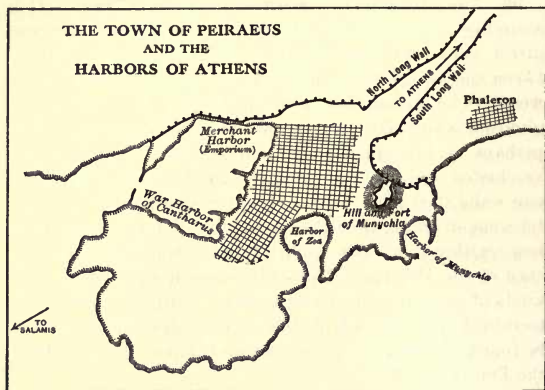 THE TOWN OF PEIRAEUS
AND THE
HARBORS OF ATHENS
North Long Wall
TO ATHENS
South Long Wall
Phaleron
Merchant
Harbor
(Emporium)
War Harbor
of Cantharus
Hill and Fort
of Munychia
Harbor
of Zea
Harbor of Munychia
TO
SALAMIS